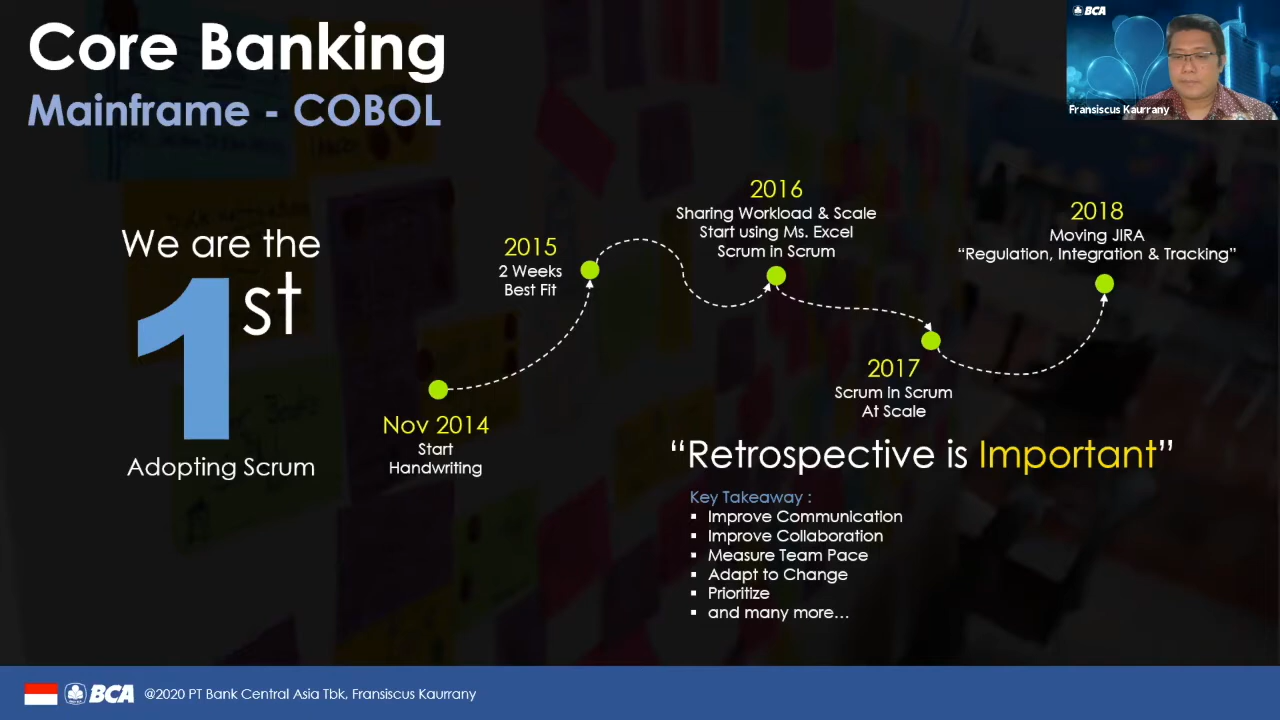 Core Banking
Mainframe - COBOL
BCA
Fransiscus Kaurrany
We are the
1st
Adopting Scrum
Nov 2014
Start
Handwriting
2015
2 Weeks
Best Fit
2016
Sharing Workload & Scale
Start using Ms. Excel
Scrum in Scrum
2017
Scrum in Scrum
At Scale
2018
Moving JIRA
“Regulation, Integration & Tracking”
“Retrospective is Important”
Key Takeaway :
▪ Improve Communication
▪ Improve Collaboration
▪ Measure Team Pace
▪ Adapt to Change
▪ Prioritize
▪ and many more...
BCA @2020 PT Bank Central Asia Tbk, Fransiscus Kaurrany